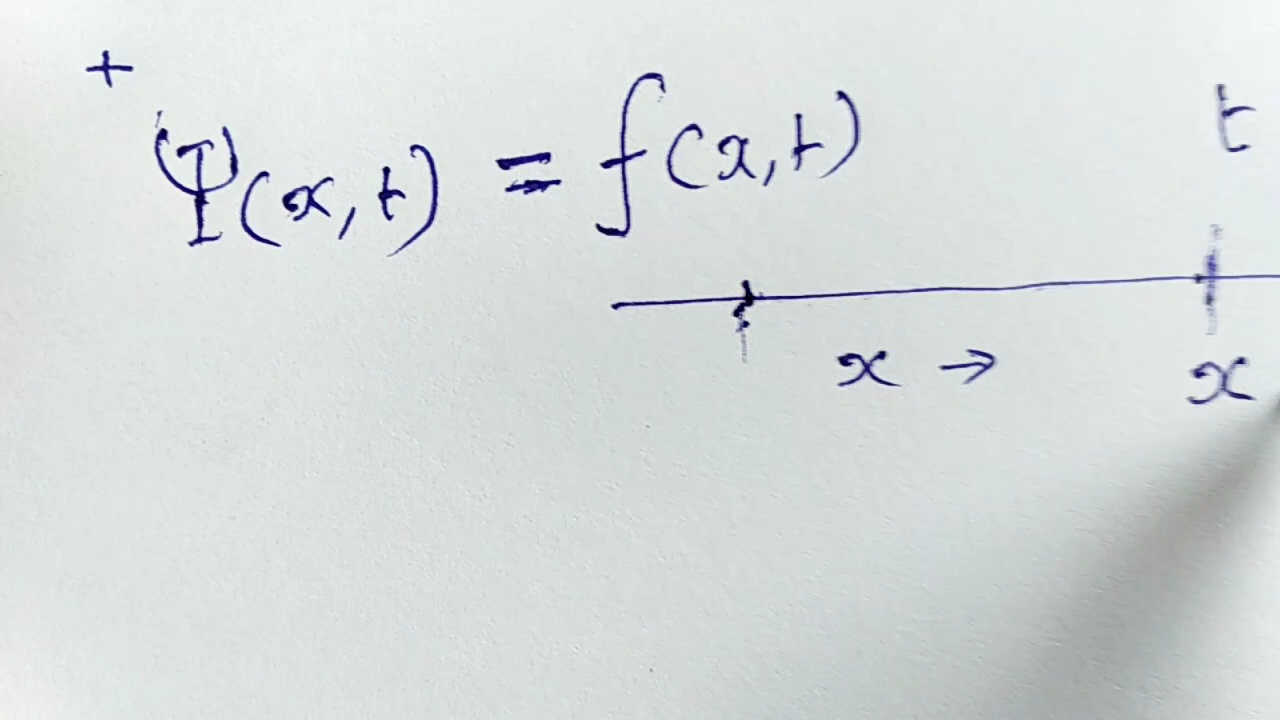 +
Ψ(x,t) = f(x,t)
t
x → x